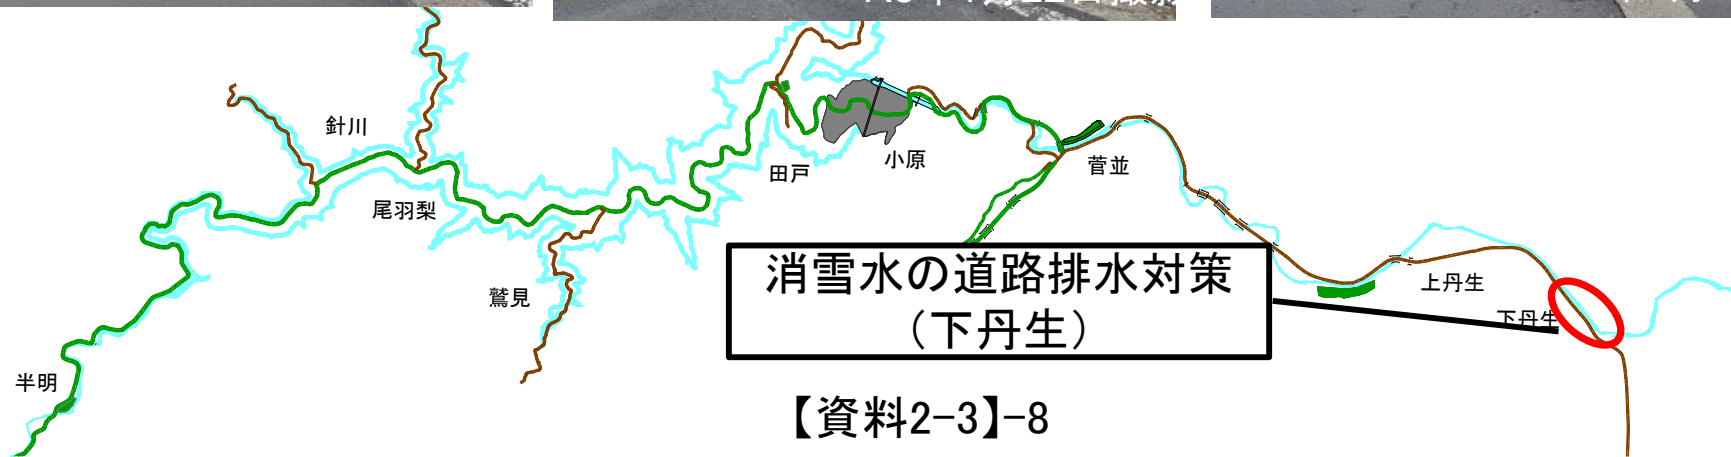 針川
尾羽梨
田戸
小原
菅並
鷲見
半明
上丹生
下丹生
消雪水の道路排水対策
（下丹生）
【資料2-3】-8